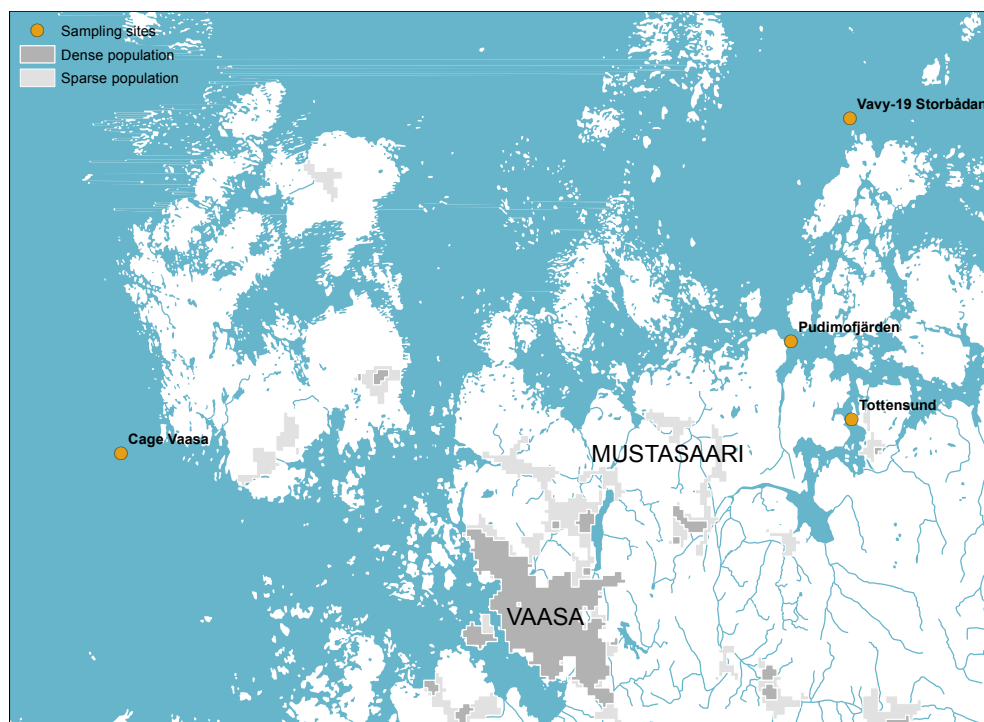 Sampling sites
Dense population
Sparse population
Vavy-19 Storbådan
Pudimofjärden
Tottensund
Cage Vaasa
MUSTASAARI
VAASA